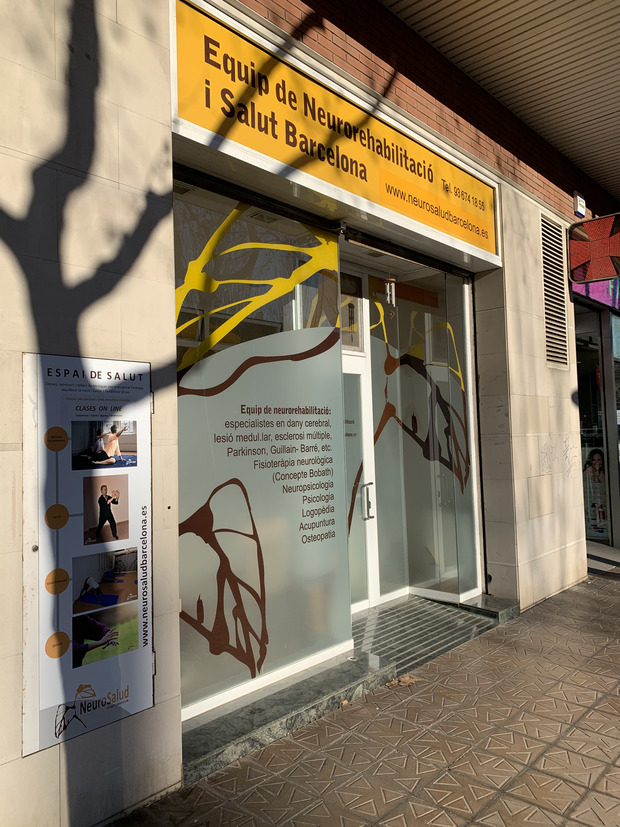 Equip de Neurorehabilitació
i Salut Barcelona
Tel. 93 674 18 55
www.neurosaludbarcelona.es
Equip de neurorehabilitació:
especialistes en dany cerebral,
lesió medul.lar, esclerosi múltiple,
Parkinson, Guillain- Barré, etc.
Fisioteràpia neurològica
(Concepte Bobath)
Neuropsicologia
Psicologia
Logopèdia
Acupuntura
Osteopatia
ESPAI DE SALUT
CLASES ON LINE
www.neurosaludbarcelona.es
NeuroSalud